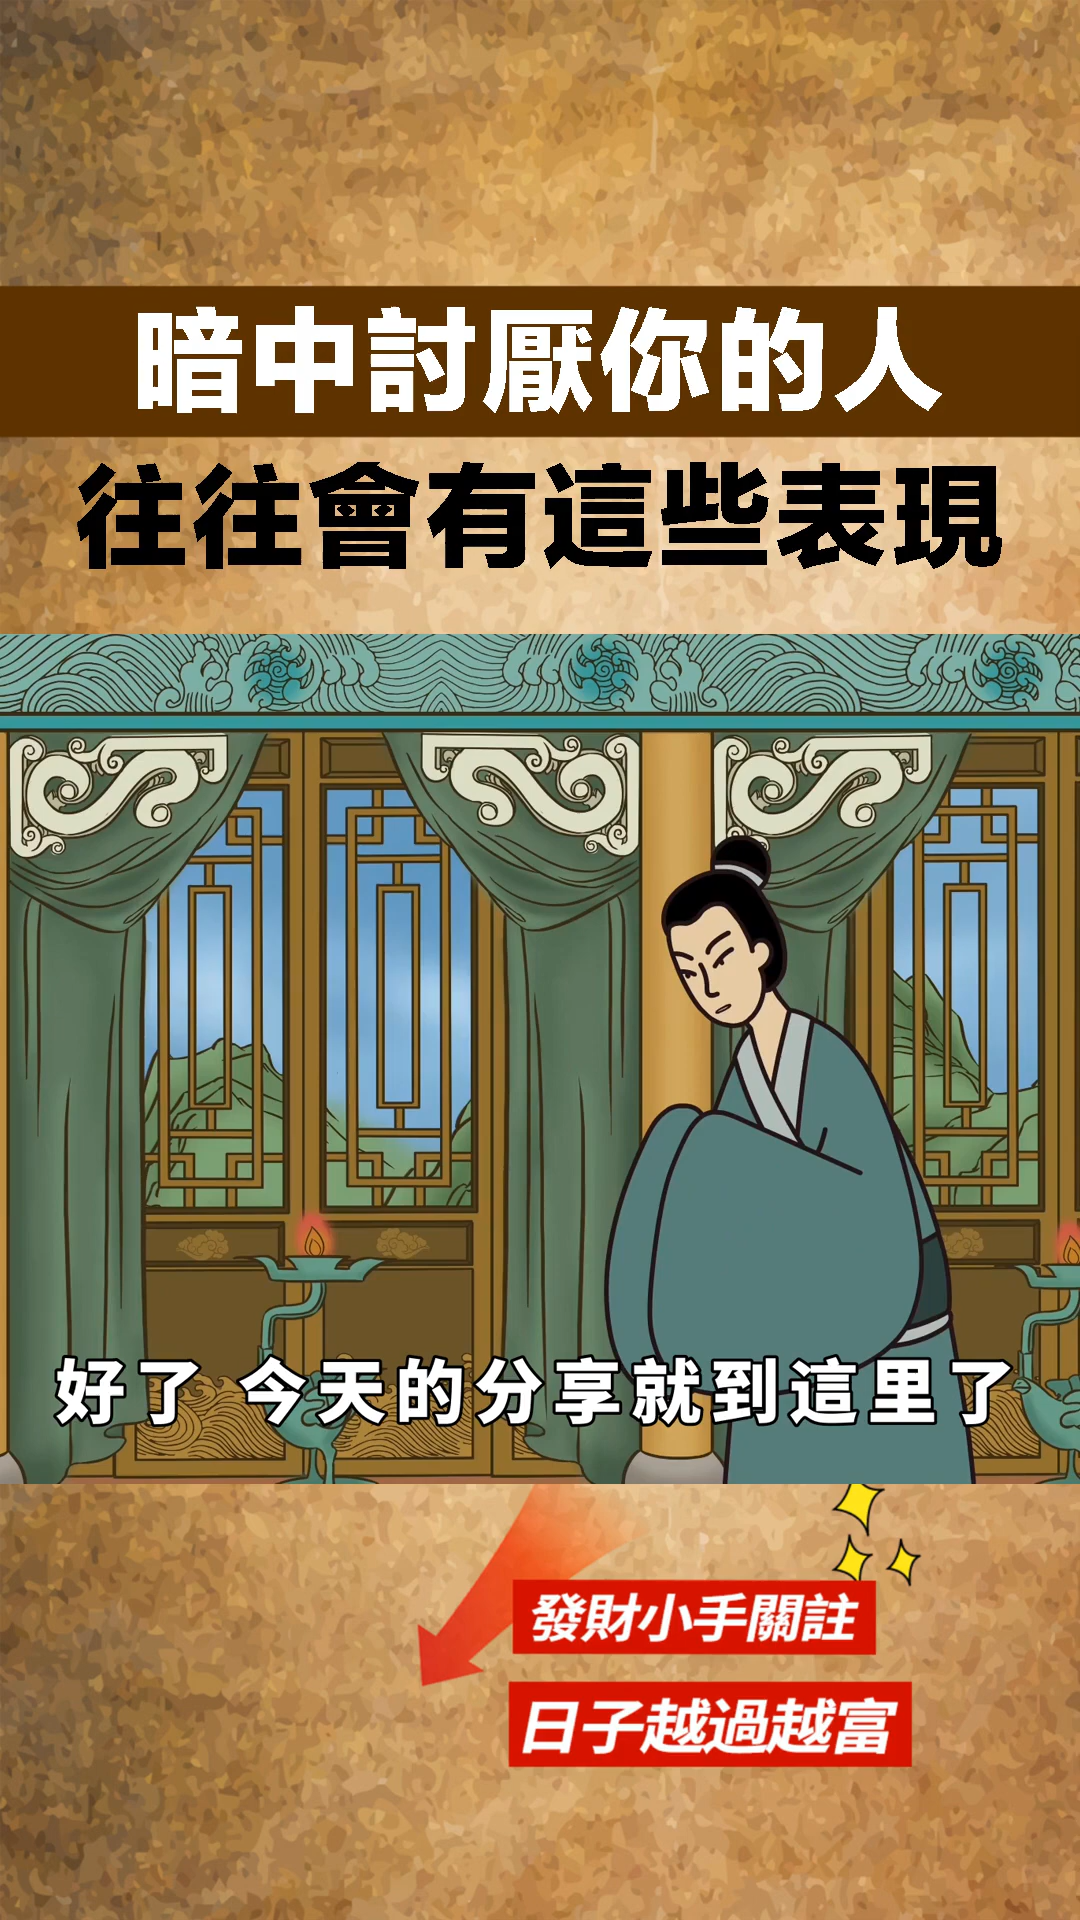 暗中討厭你的人
往往會有這些表現
好了 今天的分享就到這里了
發財小手關註
日子越過越富